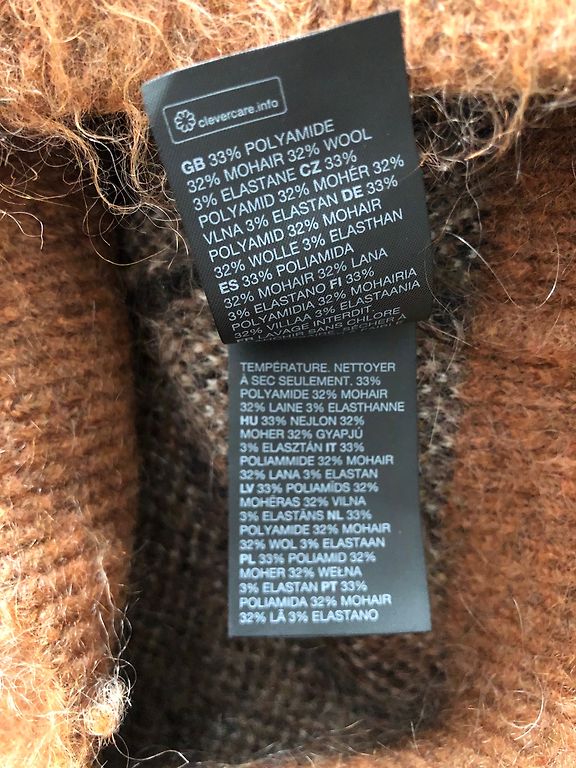 clevercare.info
GB 33% POLYAMIDE
32% MOHAIR 32% WOOL
3% ELASTANE CZ 33%
POLYAMID 32% MOHÉR 32%
VLNA 3% ELASTAN DE 33%
POLYAMID 32% MOHAIR
32% WOLLE 3% ELASTHAN
ES 33% POLIAMIDA
32% MOHAIR 32% LANA
3% ELASTANO FI 33%
POLYAMIDIA 32% MOHAIRIA
32% VILLAA 3% ELASTAANIA
FR LAVAGE INTERDIT.
SANS CHLORE
TEMPÉRATURE. NETTOYER
À SEC SEULEMENT. 33%
POLYAMIDE 32% MOHAIR
32% LAINE 3% ELASTHANNE
HU 33% NEJLON 32%
MOHER 32% GYAPJÚ
3% ELASZTÁN IT 33%
POLIAMMIDE 32% MOHAIR
32% LANA 3% ELASTAN
LV 33% POLIAMĪDS 32%
MOHĒRAS 32% VILNA
3% ELASTĀNS NL 33%
POLYAMIDE 32% MOHAIR
32% WOL 3% ELASTAAN
PL 33% POLIAMID 32%
MOHER 32% WEŁNA
3% ELASTAN PT 33%
POLIAMIDA 32% MOHAIR
32% LÃ 3% ELASTANO